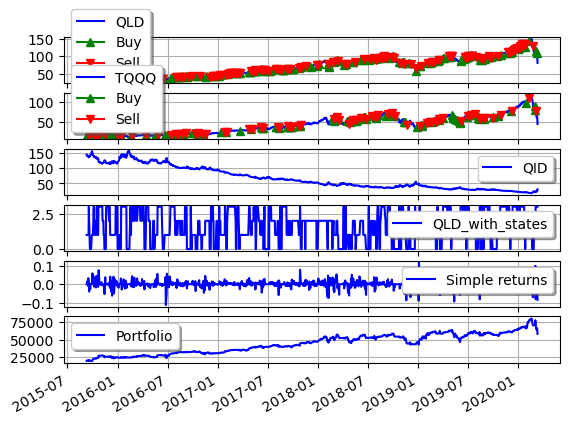 QLD
Buy
Sell
150
100
50
TQQQ
Buy
Sell
100
50
150
100
50
QID
2.5
0.0
QLD_with_states
0.1
0.0
−0.1
Simple returns
75000
50000
25000
Portfolio
2015-07
2016-01
2016-07
2017-01
2017-07
2018-01
2018-07
2019-01
2019-07
2020-01